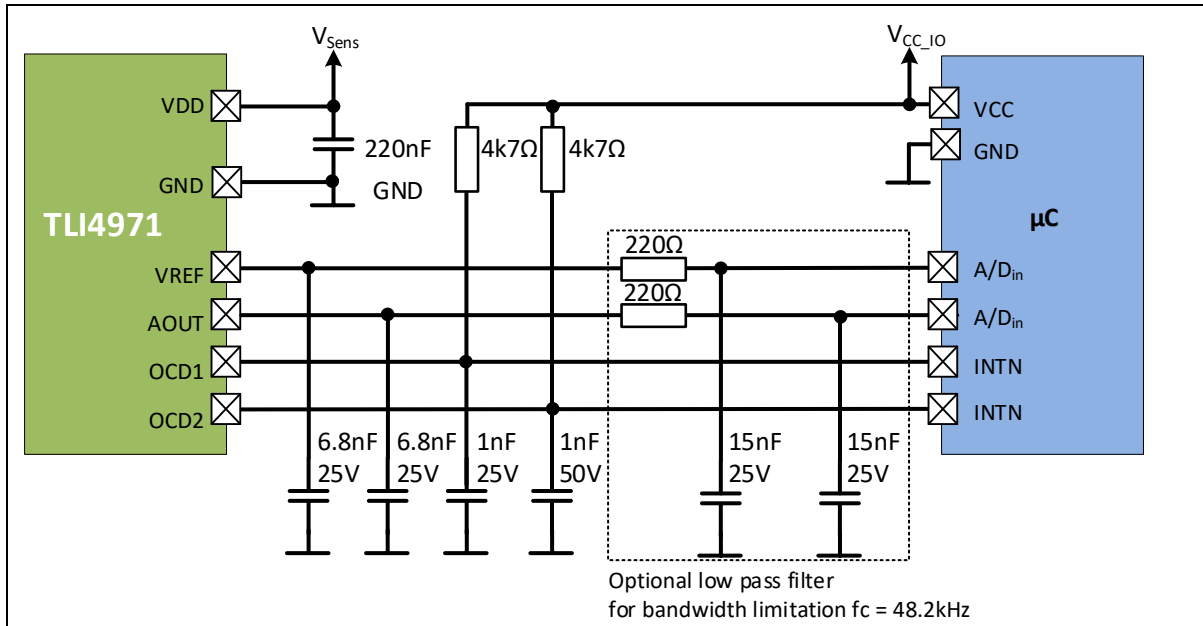 V_Sens
V_CC_IO
VDD
220nF
4k7Ω
4k7Ω
VCC
GND
GND
GND
TLI4971
µC
220Ω
VREF
A/D_in
220Ω
AOUT
A/D_in
OCD1
INTN
OCD2
INTN
6.8nF
25V
6.8nF
25V
1nF
25V
1nF
50V
15nF
25V
15nF
25V
Optional low pass filter
for bandwidth limitation fc = 48.2kHz